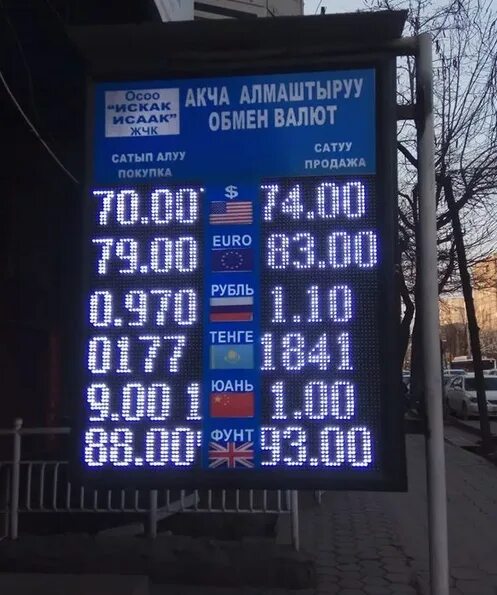 Осоо
"ИСКАК
ИСААК"
ЖЧК
АКЧА АЛМАШТЫРУУ
ОБМЕН ВАЛЮТ
САТЫП АЛУУ
ПОКУПКА
САТУУ
ПРОДАЖА
70.00 $ 74.00
79.00 EURO 83.00
0.970 РУБЛЬ 1.10
0177 ТЕНГЕ 1841
9.00 1 ЮАНЬ 1.00
88.00 ФУНТ 93.00